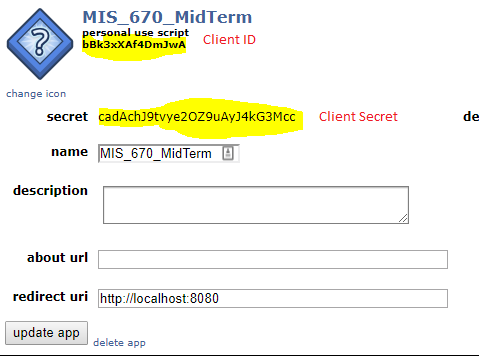 MIS_670_MidTerm
personal use script
bBk3xXAf4DmJwA Client ID
change icon
secret cadAchJ9tvye2OZ9uAyJ4kG3Mcc Client Secret de
name MIS_670_MidTerm
description
about url
redirect uri http://localhost:8080
update app delete app